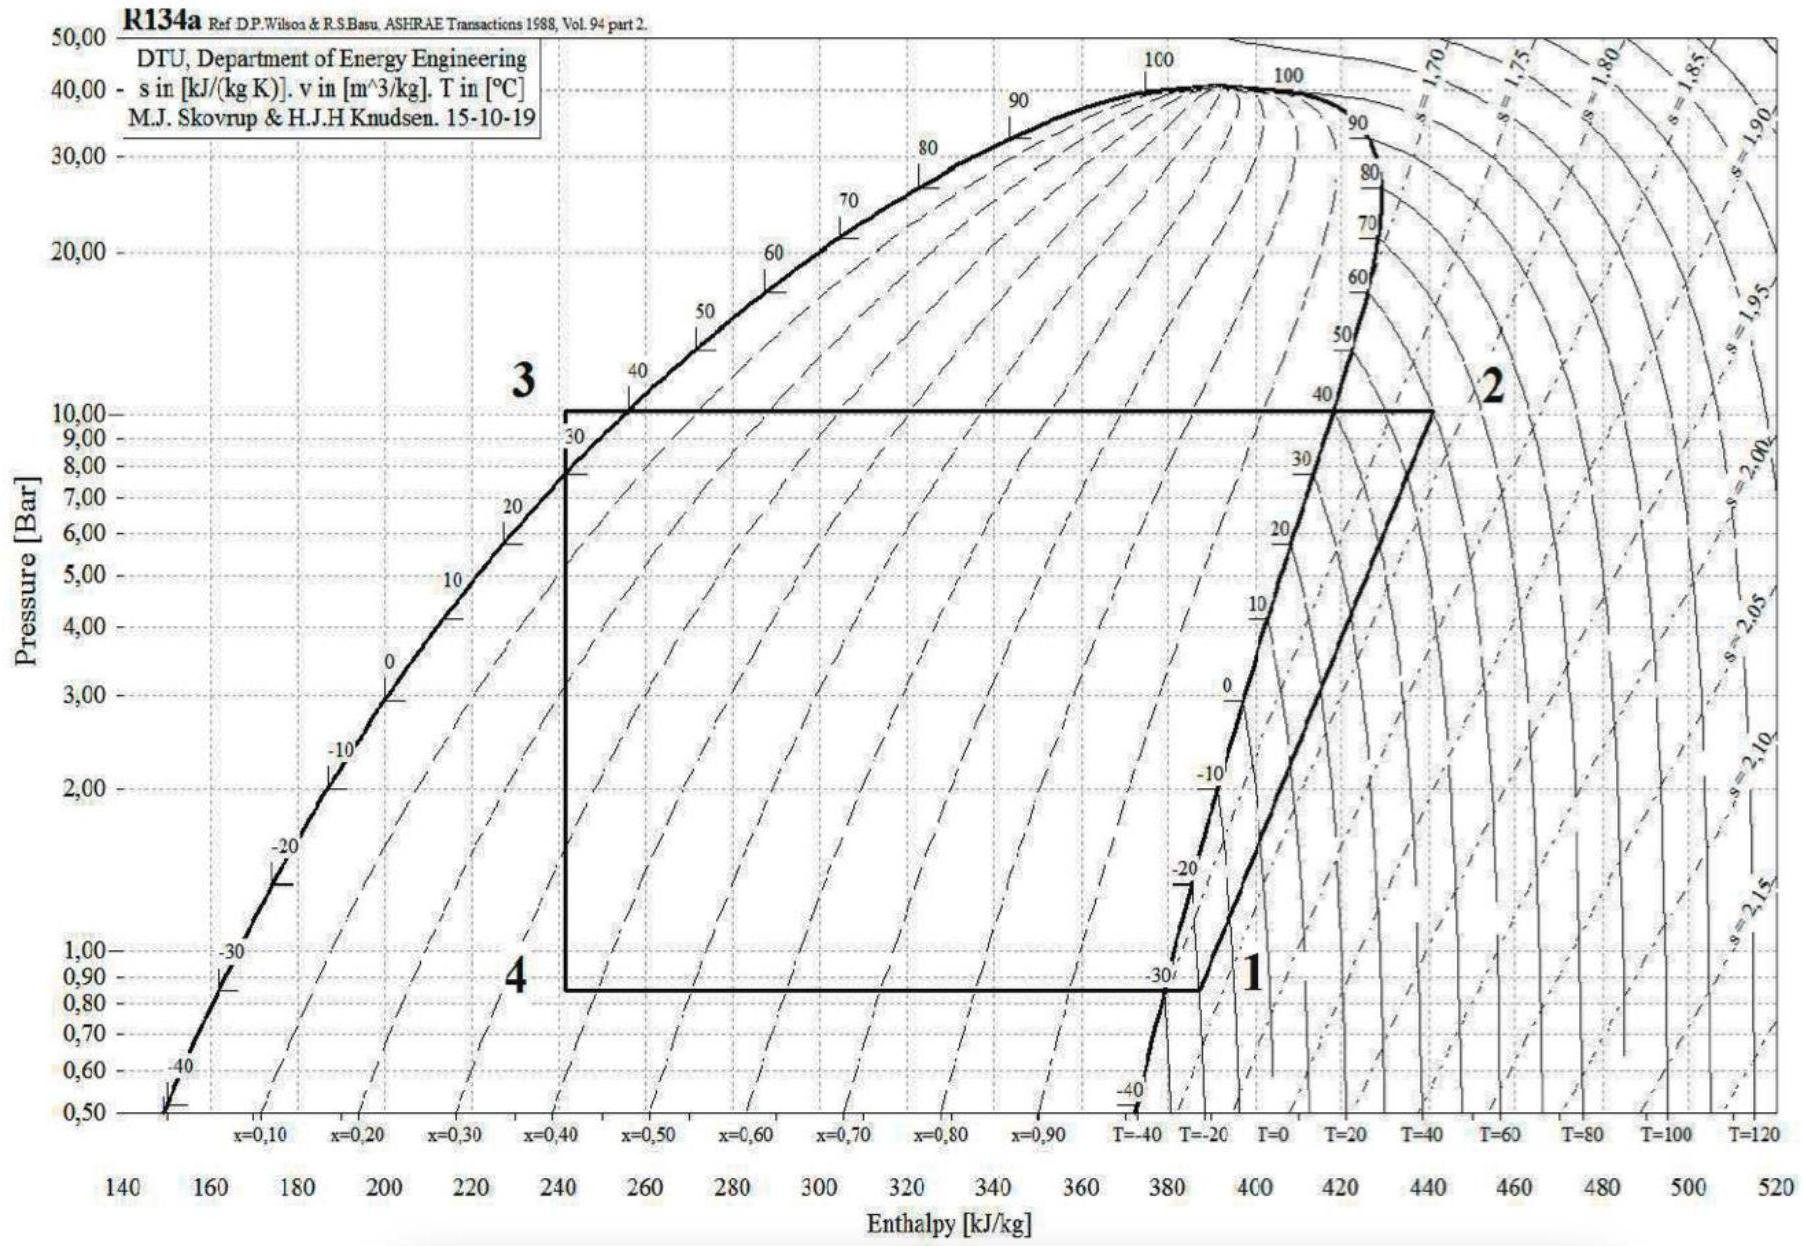 R134a Ref :D.P.Wilson & R.S.Basu, ASHRAE Transactions 1988, Vol. 94 part 2.
DTU, Department of Energy Engineering
s in [kJ/(kg K)]. v in [m^3/kg]. T in [ºC]
M.J. Skovrup & H.J.H Knudsen. 15-10-19
50,00
40,00
30,00
20,00
10,00
9,00
8,00
7,00
6,00
5,00
4,00
3,00
2,00
1,00
0,90
0,80
0,70
0,60
0,50
Pressure [Bar]
-40
-30
-20
-10
0
10
20
30
40
50
60
70
80
90
100
100
90
80
70
60
50
40
30
20
10
0
-10
-20
-30
-40
3
2
4
1
s = 1,70
s = 1,75
s = 1,80
s = 1,85
s = 1,90
s = 1,95
s = 2,00
s = 2,05
s = 2,10
s = 2,15
x=0,10 x=0,20 x=0,30 x=0,40 x=0,50 x=0,60 x=0,70 x=0,80 x=0,90 T=-40 T=-20 T=0 T=20 T=40 T=60 T=80 T=100 T=120
140 160 180 200 220 240 260 280 300 320 340 360 380 400 420 440 460 480 500 520
Enthalpy [kJ/kg]